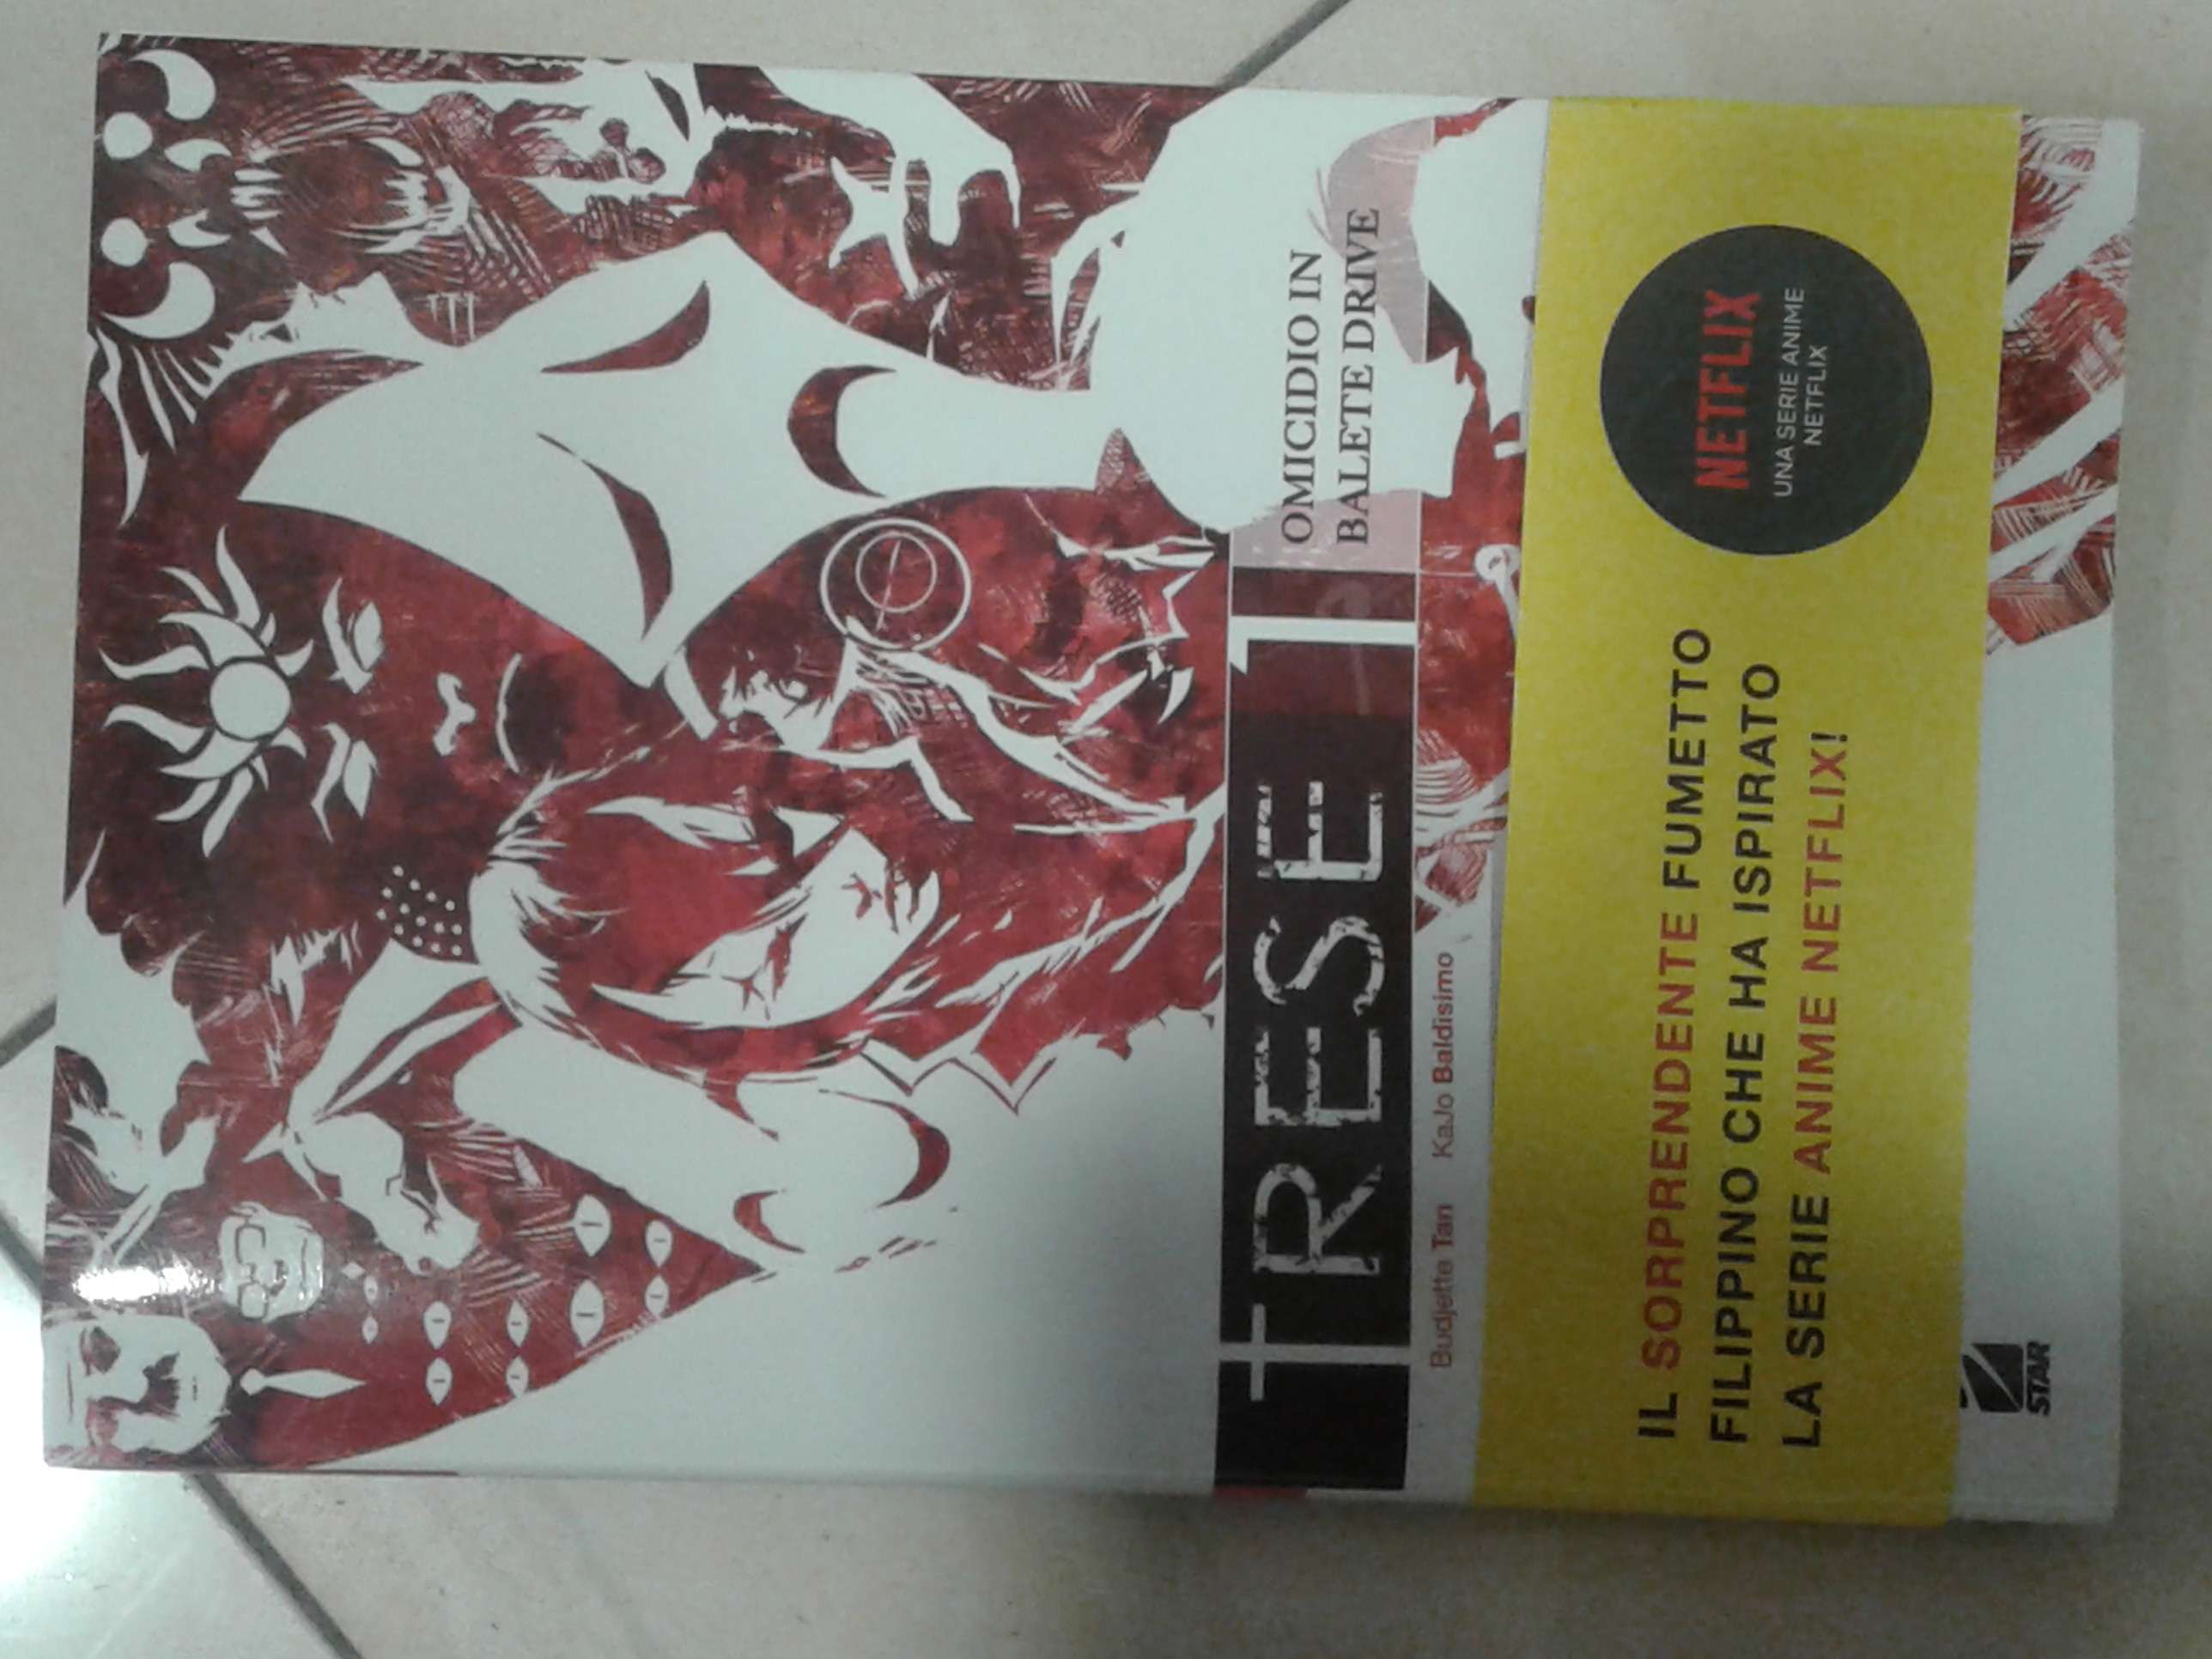 TRESE 1
OMICIDIO IN
BALETE DRIVE
Budjette Tan KaJo Baldisimo
IL SORPRENDENTE FUMETTO
FILIPPINO CHE HA ISPIRATO
LA SERIE ANIME NETFLIX!
NETFLIX
UNA SERIE ANIME
NETFLIX
STAR